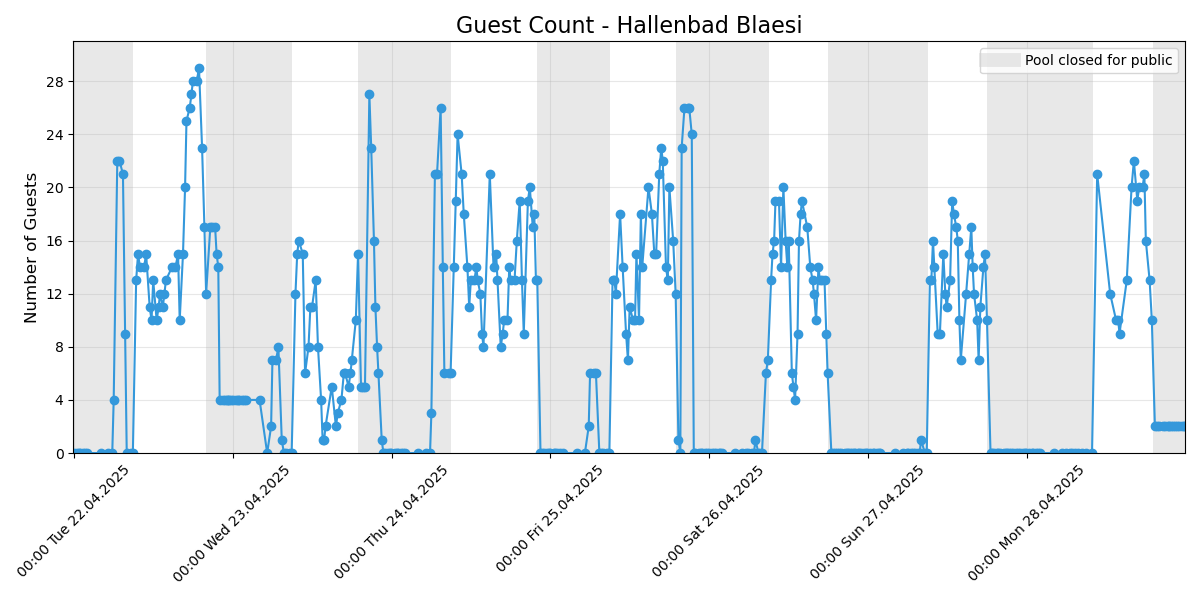 Guest Count - Hallenbad Blaesi
Pool closed for public
Number of Guests
28
24
20
16
12
8
4
0
00:00 Tue 22.04.2025
00:00 Wed 23.04.2025
00:00 Thu 24.04.2025
00:00 Fri 25.04.2025
00:00 Sat 26.04.2025
00:00 Sun 27.04.2025
00:00 Mon 28.04.2025